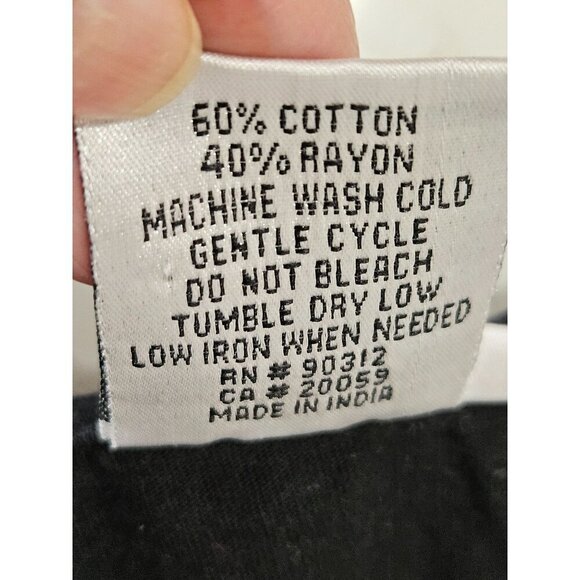 60% COTTON
40% RAYON
MACHINE WASH COLD
GENTLE CYCLE
DO NOT BLEACH
TUMBLE DRY LOW
LOW IRON WHEN NEEDED
RN # 90312
CA # 20059
MADE IN INDIA